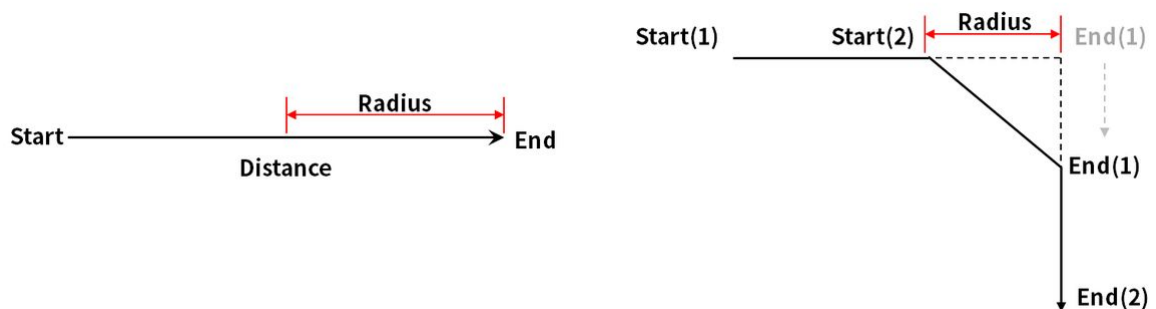 Radius
Start
End
Distance
Radius
Start(1)
Start(2)
End(1)
End(1)
End(2)